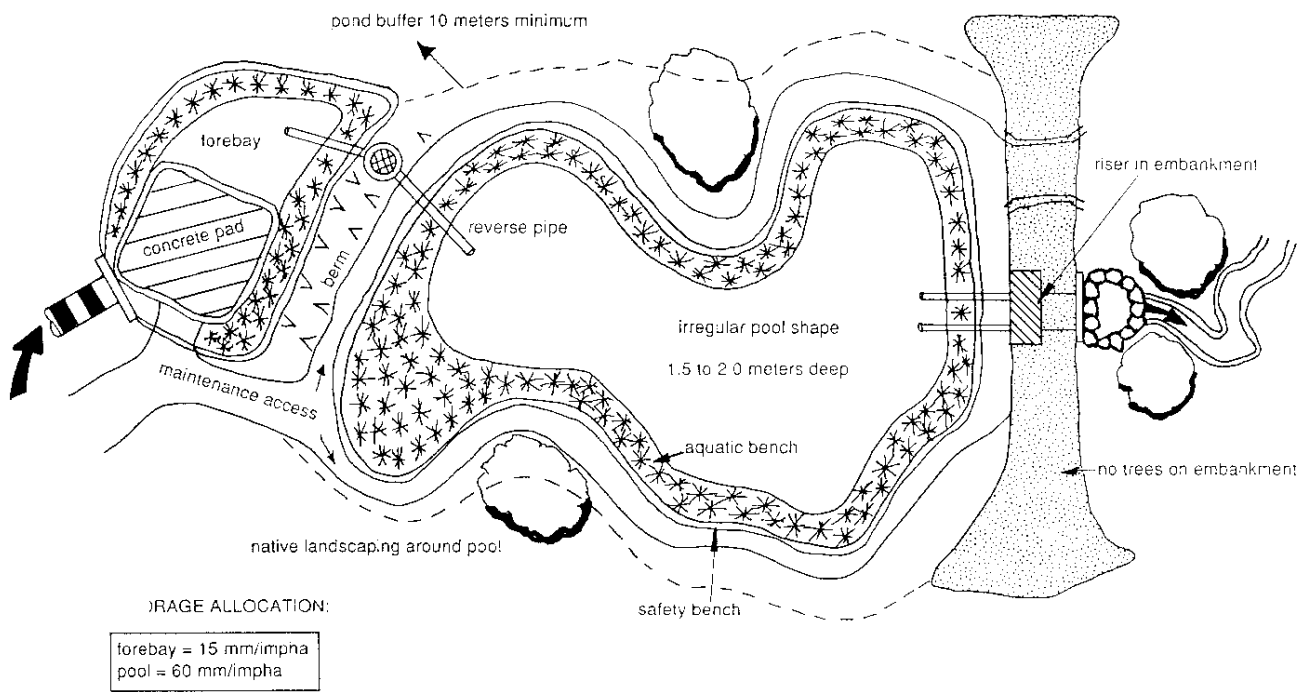 pond buffer 10 meters minimum
forebay
concrete pad
reverse pipe
berm
riser in embankment
irregular pool shape
1.5 to 2.0 meters deep
maintenance access
aquatic bench
no trees on embankment
native landscaping around pool
safety bench
ORAGE ALLOCATION:
forebay = 15 mm/impha
pool = 60 mm/impha